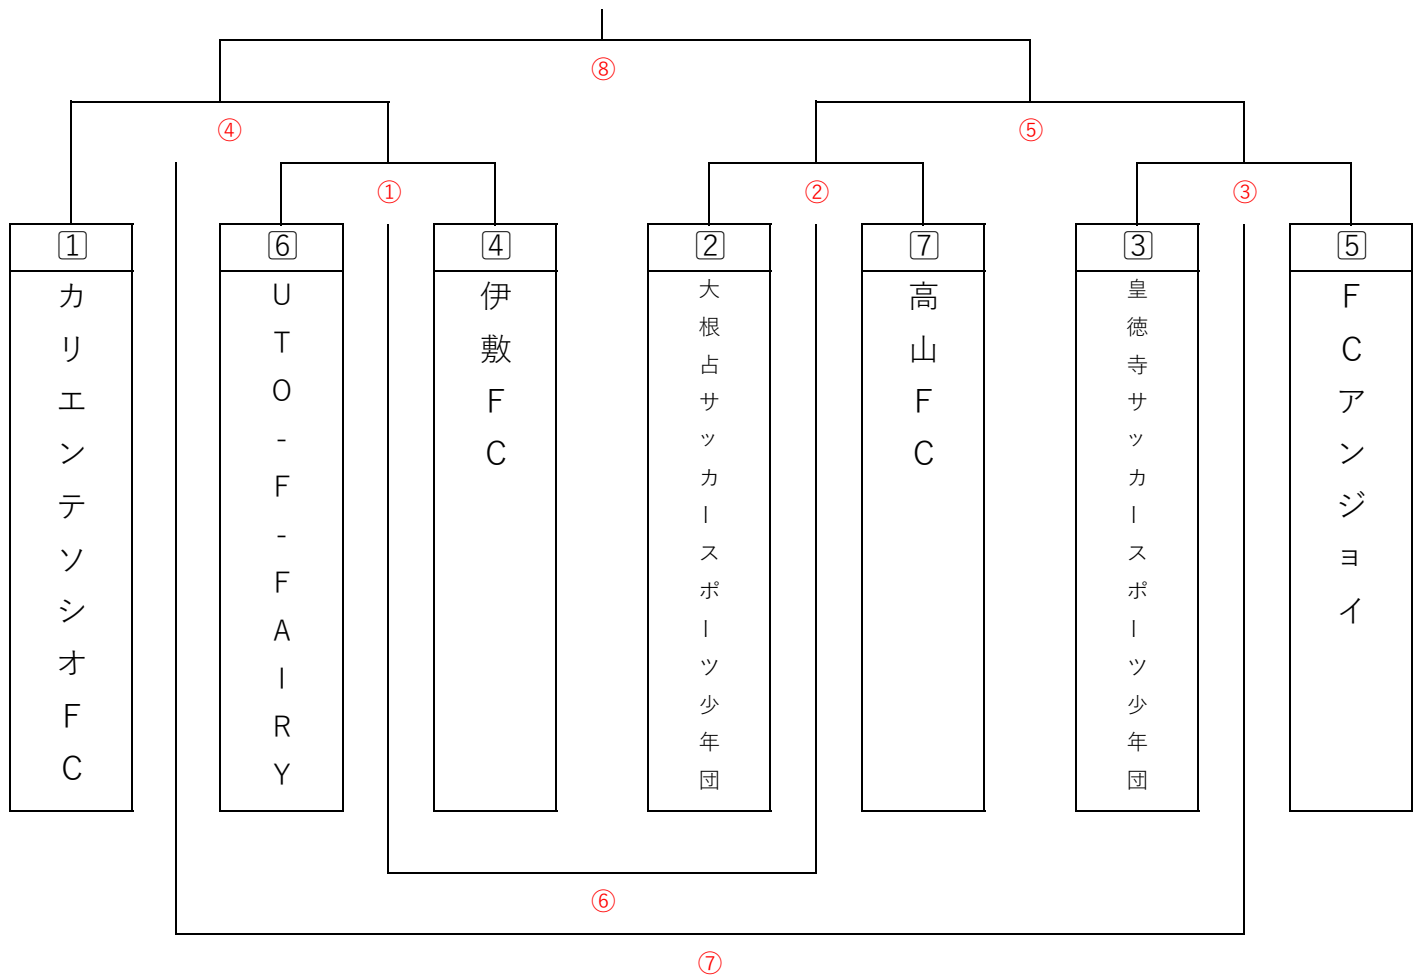 ⑧
④
⑤
①
②
③
1
6
4
2
7
3
5
カリエンテソシオFC
UTO-F-FAIRY
伊敷FC
大根占サッカースポーツ少年団
高山FC
皇徳寺サッカースポーツ少年団
FCアンジョイ
⑥
⑦